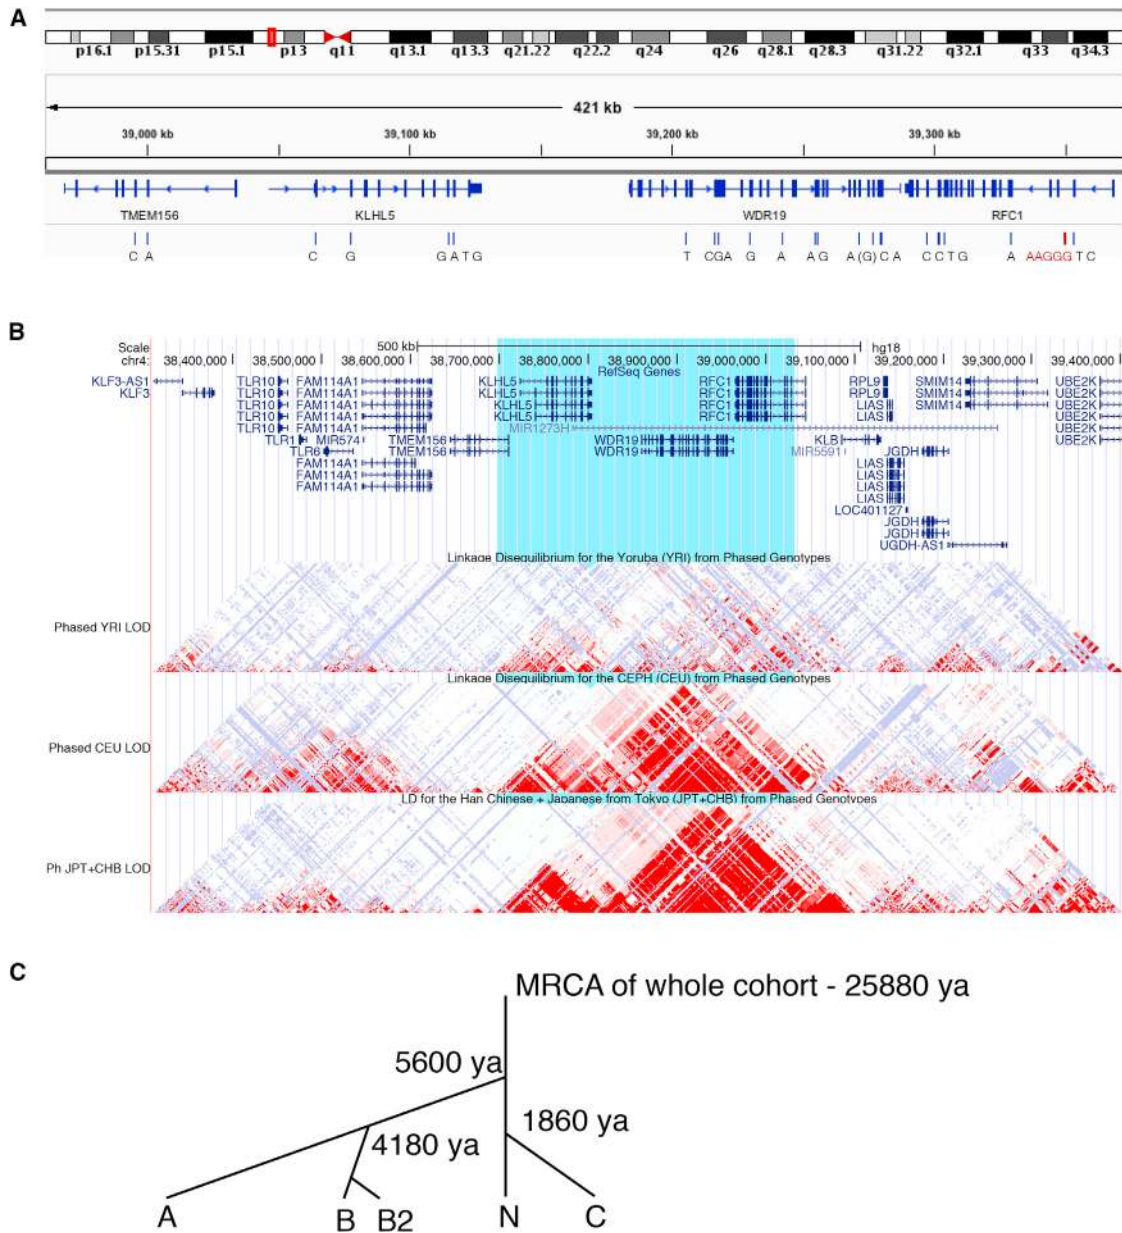 A
p16.1 p15.31 p15.1 p13 q11 q13.1 q13.3 q21.22 q22.2 q24 q26 q28.1 q28.3 q31.22 q32.1 q33 q34.3
421 kb
39,000 kb 39,100 kb 39,200 kb 39,300 kb
TMEM156 KLHL5 WDR19 RFC1
C A C G G A T G T CGA G A A G A (G) C A C C T G A AAGGG T C
B
Scale 500 kb hg18
chr4: 38,400,000 38,500,000 38,600,000 38,700,000 38,800,000 38,900,000 39,000,000 39,100,000 39,200,000 39,300,000 39,400,000
RefSeq Genes
KLF3-AS1 TLR10 FAM114A1 KLHL5 RFC1 RPL9 SMIM14 UBE2K
KLF3 TLR10 FAM114A1 KLHL5 RFC1 RPL9 SMIM14 UBE2K
TLR10 FAM114A1 KLHL5 RFC1 LIAS SMIM14 UBE2K
TLR10 FAM114A1 KLHL5 RFC1 LIAS UBE2K
TLR10 FAM114A1 MIR1273H UBE2K
TLR1 MIR574 TMEM156 WDR19 KLB UBE2K
TLR6 TMEM156 WDR19 MIR5591 JGDH
FAM114A1 LIAS
FAM114A1 LIAS
FAM114A1 LIAS
LOC401127
JGDH
JGDH
UGDH-AS1
Linkage Disequilibrium for the Yoruba (YRI) from Phased Genotypes
Phased YRI LOD
Linkage Disequilibrium for the CEPH (CEU) from Phased Genotypes
Phased CEU LOD
LD for the Han Chinese + Japanese from Tokyo (JPT+CHB) from Phased Genotypes
Ph JPT+CHB LOD
C
MRCA of whole cohort - 25880 ya
5600 ya
1860 ya
4180 ya
A B B2 N C